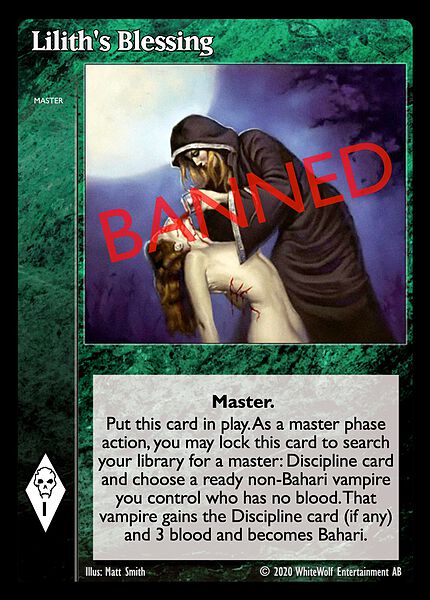 Lilith's Blessing
MASTER
BANNED
Master.
Put this card in play. As a master phase
action, you may lock this card to search
your library for a master: Discipline card
and choose a ready non-Bahari vampire
you control who has no blood. That
vampire gains the Discipline card (if any)
and 3 blood and becomes Bahari.
I
Illus: Matt Smith © 2020 WhiteWolf Entertainment AB